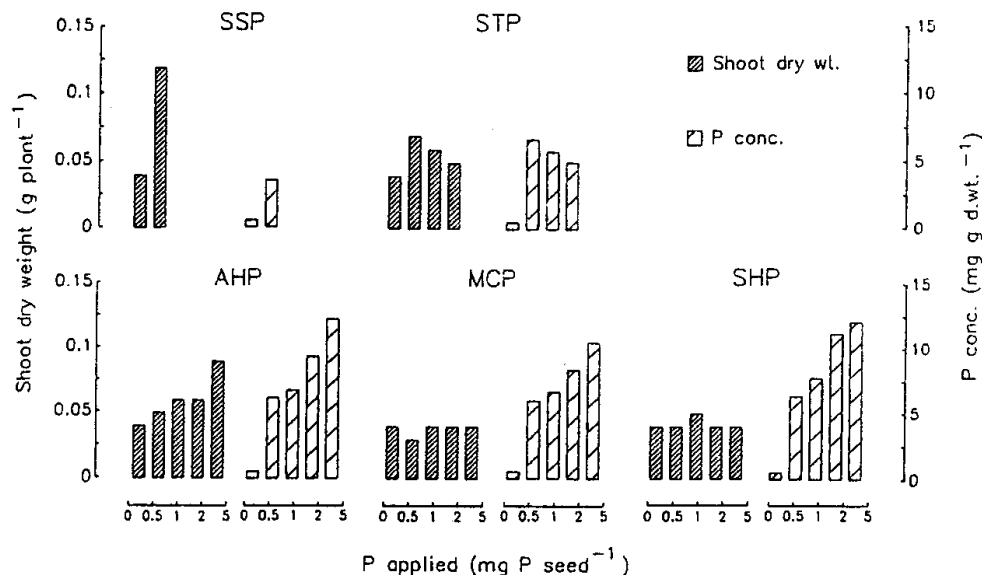 SSP
STP
0.15
0.1
0.05
0
15
10
5
0
Shoot dry wt.
P conc.
Shoot dry weight (g plant⁻¹)
P conc. (mg g d.wt.⁻¹)
AHP
MCP
SHP
0.15
0.1
0.05
0
15
10
5
0
0 0.5 1 2 5 0 0.5 1 2 5 0 0.5 1 2 5 0 0.5 1 2 5 0 0.5 1 2 5 0 0.5 1 2 5
P applied (mg P seed⁻¹)